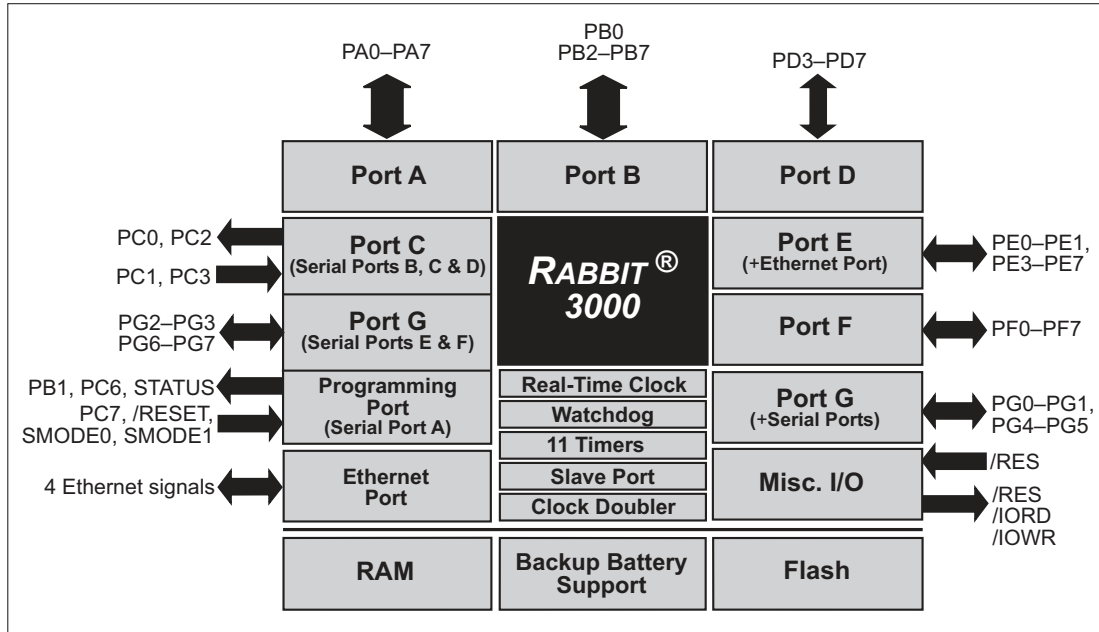 PA0–PA7
PB0
PB2–PB7
PD3–PD7
Port A
Port B
Port D
PC0, PC2
PC1, PC3
Port C
(Serial Ports B, C & D)
RABBIT ®
3000
Port E
(+Ethernet Port)
PE0–PE1,
PE3–PE7
PG2–PG3
PG6–PG7
Port G
(Serial Ports E & F)
Port F
PF0–PF7
PB1, PC6, STATUS
PC7, /RESET,
SMODE0, SMODE1
Programming
Port
(Serial Port A)
Real-Time Clock
Watchdog
11 Timers
Slave Port
Clock Doubler
Port G
(+Serial Ports)
PG0–PG1,
PG4–PG5
4 Ethernet signals
Ethernet
Port
Misc. I/O
/RES
/RES
/IORD
/IOWR
RAM
Backup Battery
Support
Flash